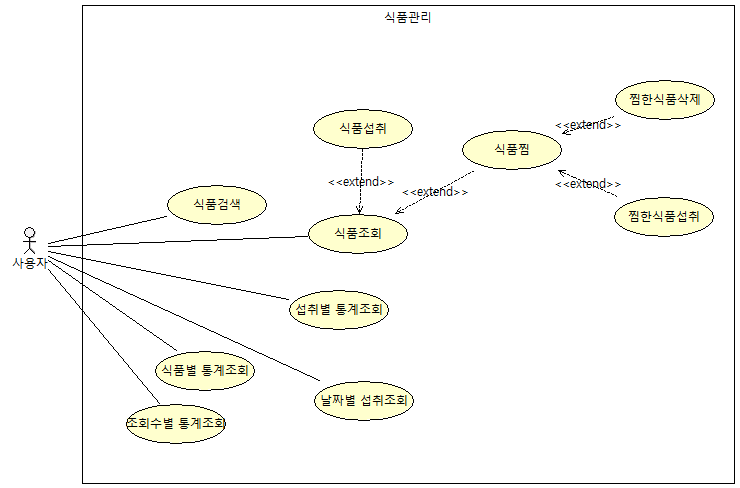 식품관리
찜한식품삭제
<<extend>>
식품섭취
식품찜
<<extend>>
<<extend>>
<<extend>>
식품검색
찜한식품섭취
식품조회
사용자
섭취별 통계조회
식품별 통계조회
날짜별 섭취조회
조회수별 통계조회